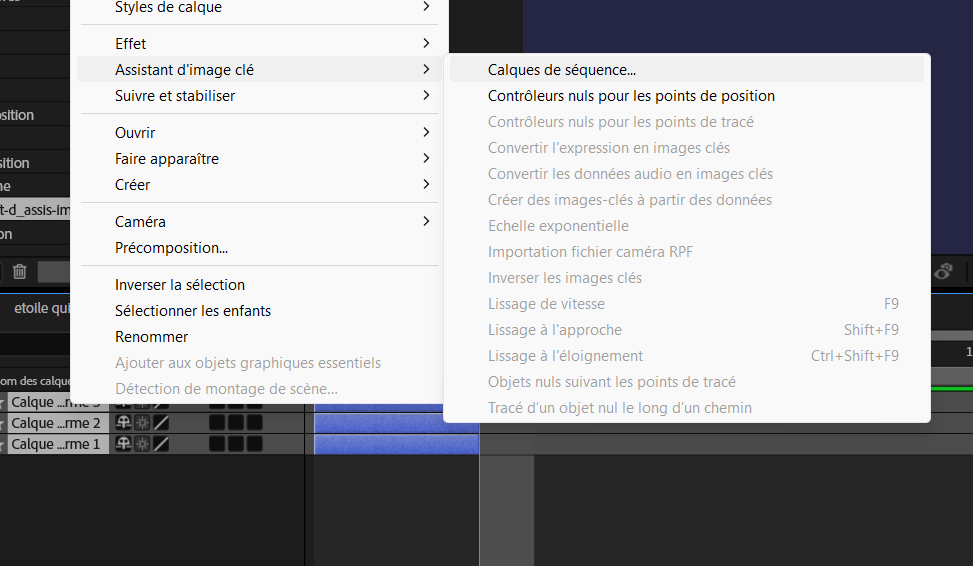 Styles de calque
Effet
Assistant d'image clé
Suivre et stabiliser
Ouvrir
Faire apparaître
Créer
Caméra
Précomposition...
Inverser la sélection
Sélectionner les enfants
Renommer
Ajouter aux objets graphiques essentiels
Détection de montage de scène...
Calques de séquence...
Contrôleurs nuls pour les points de position
Contrôleurs nuls pour les points de tracé
Convertir l'expression en images clés
Convertir les données audio en images clés
Créer des images-clés à partir des données
Echelle exponentielle
Importation fichier caméra RPF
Inverser les images clés
Lissage de vitesse F9
Lissage à l'approche Shift+F9
Lissage à l'éloignement Ctrl+Shift+F9
Objets nuls suivant les points de tracé
Tracé d'un objet nul le long d'un chemin
sition
sition
ne
t-d_assis-im
on
etoile qui
om des calque
1
Calque ...rme 3
Calque ...rme 2
Calque ...rme 1